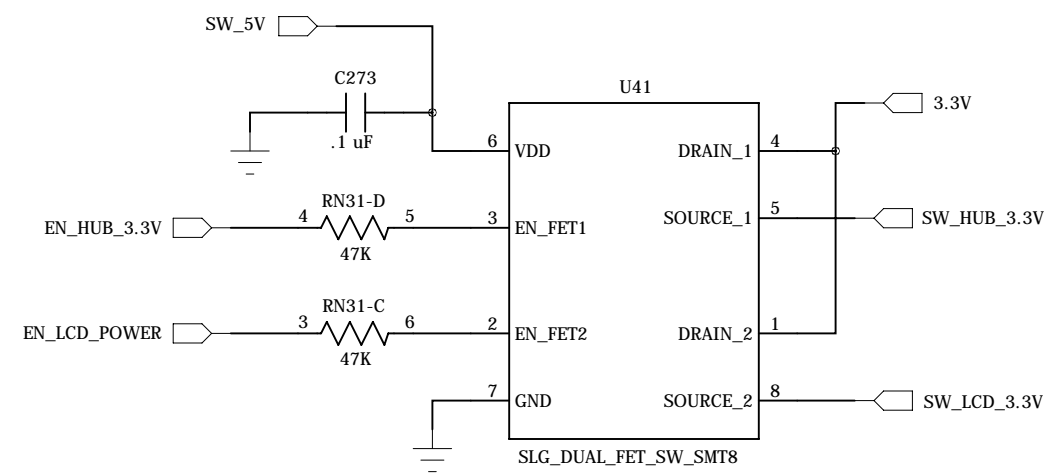 SW_5V
C273
.1 uF
U41
3.3V
6 VDD
DRAIN_1 4
RN31-D
EN_HUB_3.3V 4 5 3 EN_FET1
47K
SOURCE_1 5 SW_HUB_3.3V
RN31-C
EN_LCD_POWER 3 6 2 EN_FET2
47K
DRAIN_2 1
7 GND
SOURCE_2 8 SW_LCD_3.3V
SLG_DUAL_FET_SW_SMT8